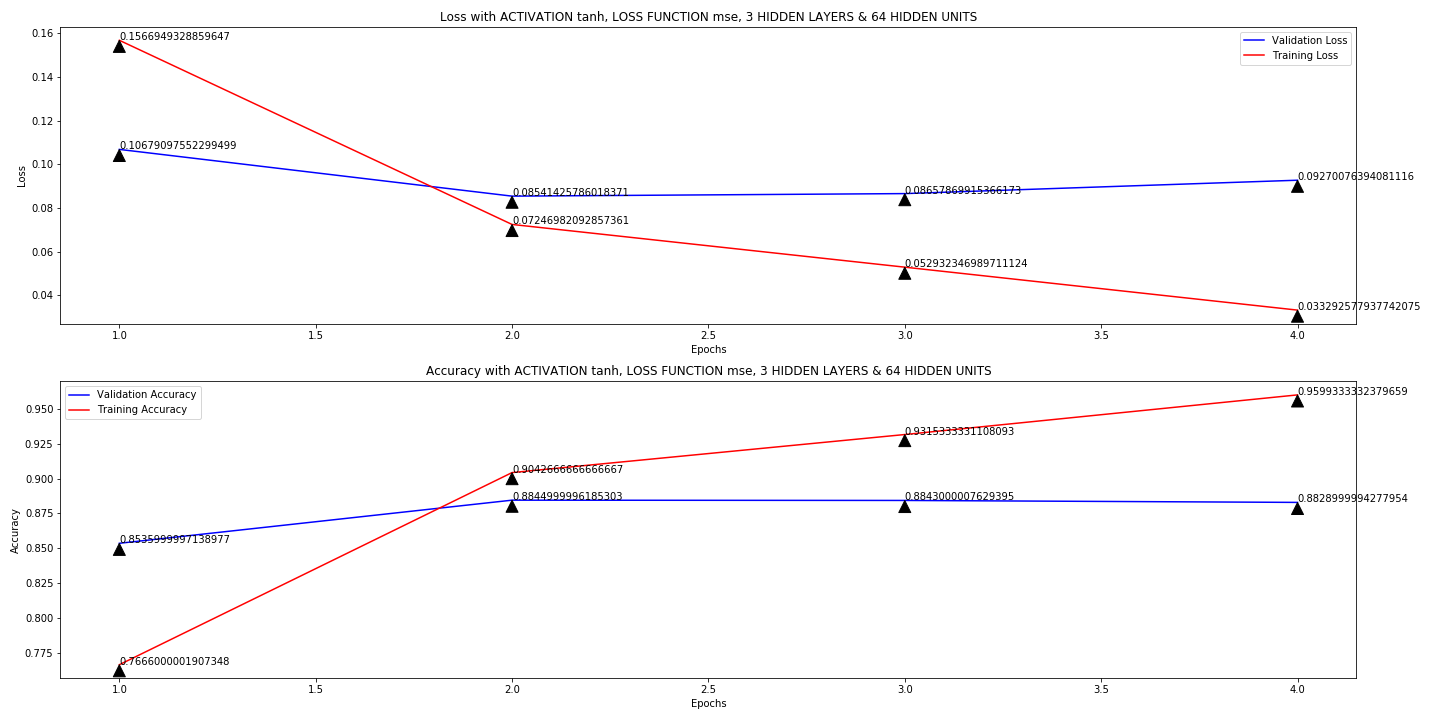 Loss with ACTIVATION tanh, LOSS FUNCTION mse, 3 HIDDEN LAYERS & 64 HIDDEN UNITS
0.16
0.14
0.12
0.10
0.08
0.06
0.04
Loss
0.1566949328859647
0.10679097552299499
0.08541425786018371
0.07246982092857361
0.08657869915366173
0.052932346989711124
0.09270076394081116
0.033292577937742075
Validation Loss
Training Loss
1.0 1.5 2.0 2.5 3.0 3.5 4.0
Epochs
Accuracy with ACTIVATION tanh, LOSS FUNCTION mse, 3 HIDDEN LAYERS & 64 HIDDEN UNITS
Validation Accuracy
Training Accuracy
0.950
0.925
0.900
0.875
0.850
0.825
0.800
0.775
Accuracy
0.8535999997138977
0.7666000001907348
0.9042666666666667
0.8844999996185303
0.9315333331108093
0.8843000007629395
0.9599333332379659
0.8828999994277954
1.0 1.5 2.0 2.5 3.0 3.5 4.0
Epochs